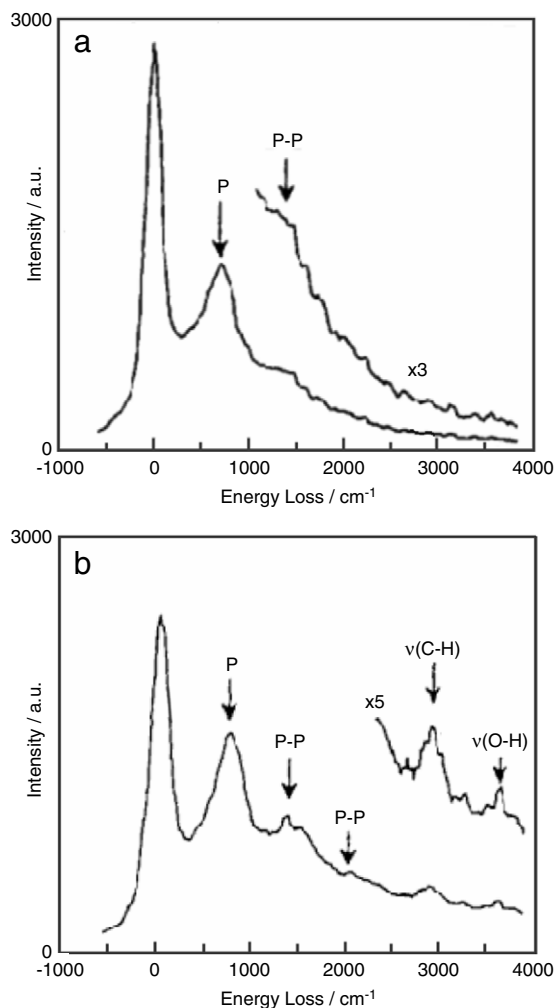 3000
a
P-P
P
Intensity / a.u.
x3
0
-1000 0 1000 2000 3000 4000
Energy Loss / cm-1
3000
b
ν(C-H)
P
x5
P-P
ν(O-H)
Intensity / a.u.
P-P
0
-1000 0 1000 2000 3000 4000
Energy Loss / cm-1